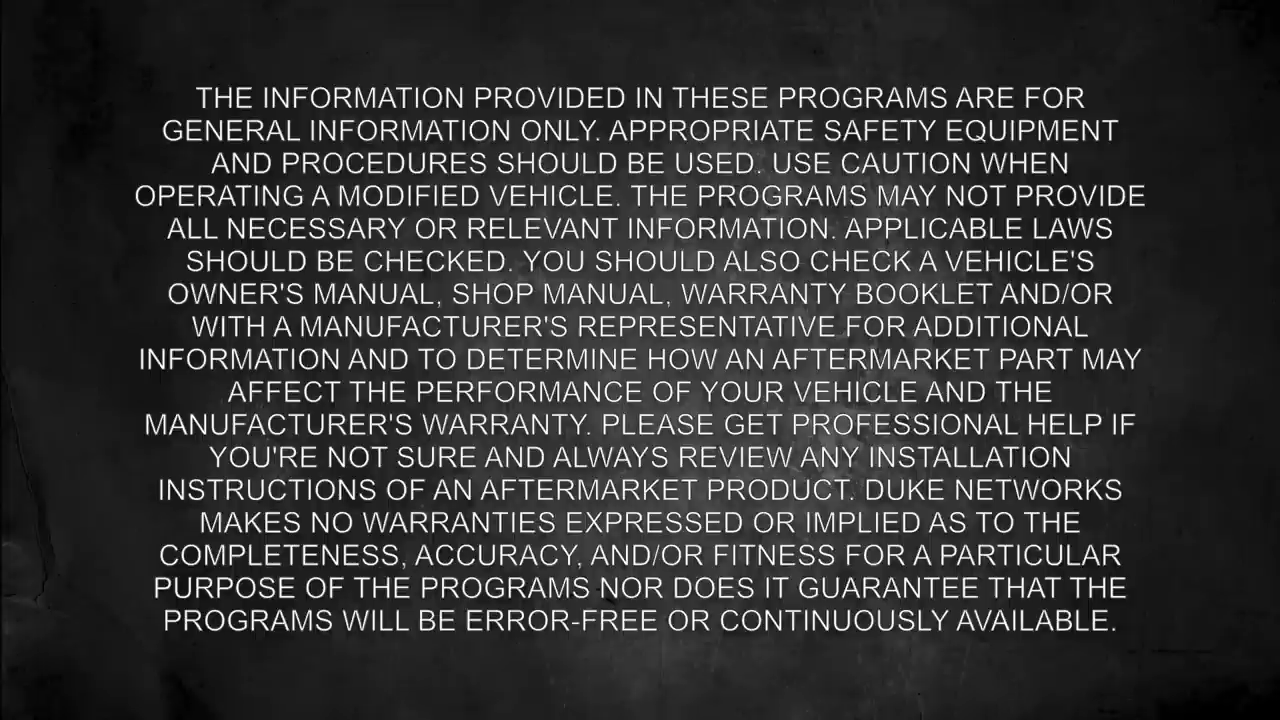 THE INFORMATION PROVIDED IN THESE PROGRAMS ARE FOR
GENERAL INFORMATION ONLY. APPROPRIATE SAFETY EQUIPMENT
AND PROCEDURES SHOULD BE USED. USE CAUTION WHEN
OPERATING A MODIFIED VEHICLE. THE PROGRAMS MAY NOT PROVIDE
ALL NECESSARY OR RELEVANT INFORMATION. APPLICABLE LAWS
SHOULD BE CHECKED. YOU SHOULD ALSO CHECK A VEHICLE'S
OWNER'S MANUAL, SHOP MANUAL, WARRANTY BOOKLET AND/OR
WITH A MANUFACTURER'S REPRESENTATIVE FOR ADDITIONAL
INFORMATION AND TO DETERMINE HOW AN AFTERMARKET PART MAY
AFFECT THE PERFORMANCE OF YOUR VEHICLE AND THE
MANUFACTURER'S WARRANTY. PLEASE GET PROFESSIONAL HELP IF
YOU'RE NOT SURE AND ALWAYS REVIEW ANY INSTALLATION
INSTRUCTIONS OF AN AFTERMARKET PRODUCT. DUKE NETWORKS
MAKES NO WARRANTIES EXPRESSED OR IMPLIED AS TO THE
COMPLETENESS, ACCURACY, AND/OR FITNESS FOR A PARTICULAR
PURPOSE OF THE PROGRAMS NOR DOES IT GUARANTEE THAT THE
PROGRAMS WILL BE ERROR-FREE OR CONTINUOUSLY AVAILABLE.